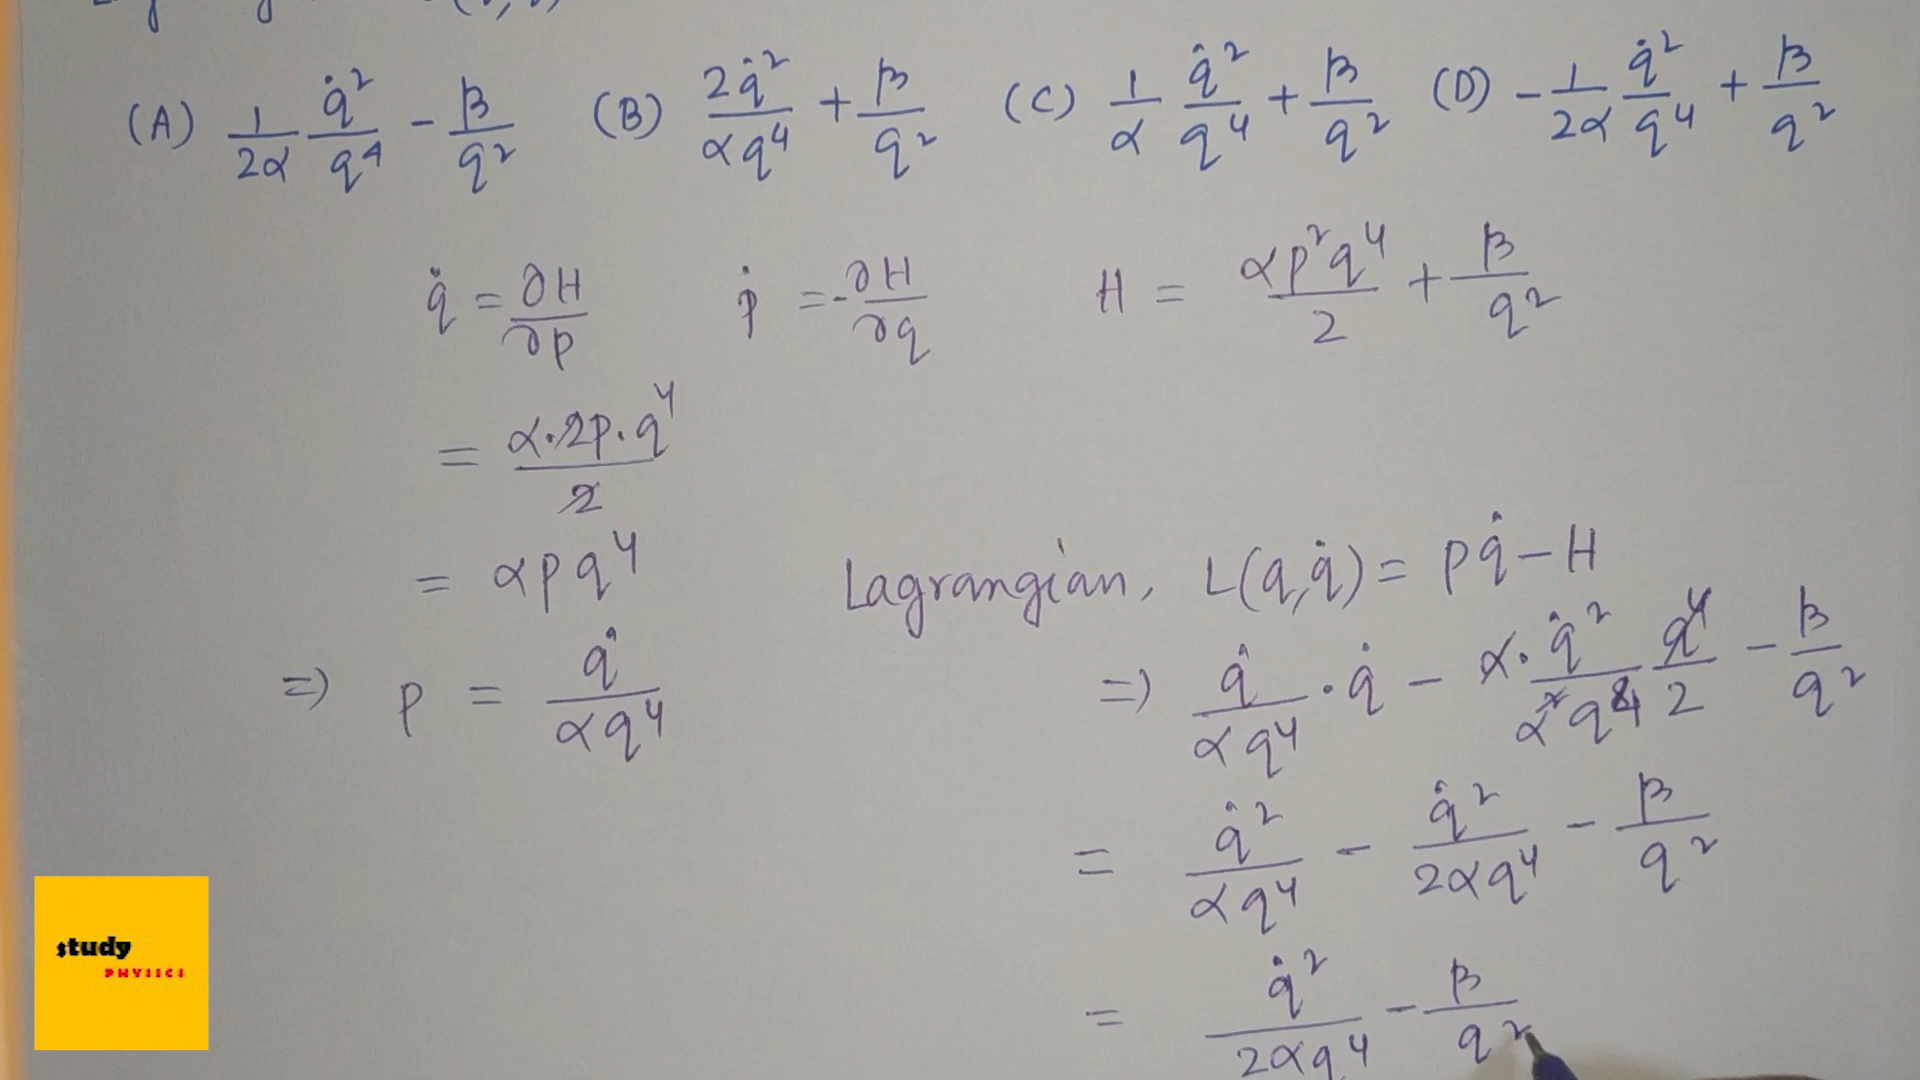 (A) 1/2α q̇²/q⁴ - β/q² (B) 2q̇²/αq⁴ + β/q² (C) 1/α q̇²/q⁴ + β/q² (D) -1/2α q̇²/q⁴ + β/q²
q̇ = ∂H/∂p ṗ = -∂H/∂q H = αp²q⁴/2 + β/q²
= α·2p·q⁴/2
= αpq⁴ Lagrangian, L(q,q̇) = pq̇ - H
⇒ p = q̇/αq⁴ ⇒ q̇/αq⁴ · q̇ - α·q̇²/α²q⁸ q⁴/2 - β/q²
= q̇²/αq⁴ - q̇²/2αq⁴ - β/q²
= q̇²/2αq⁴ - β/q²
study
PHYSICS